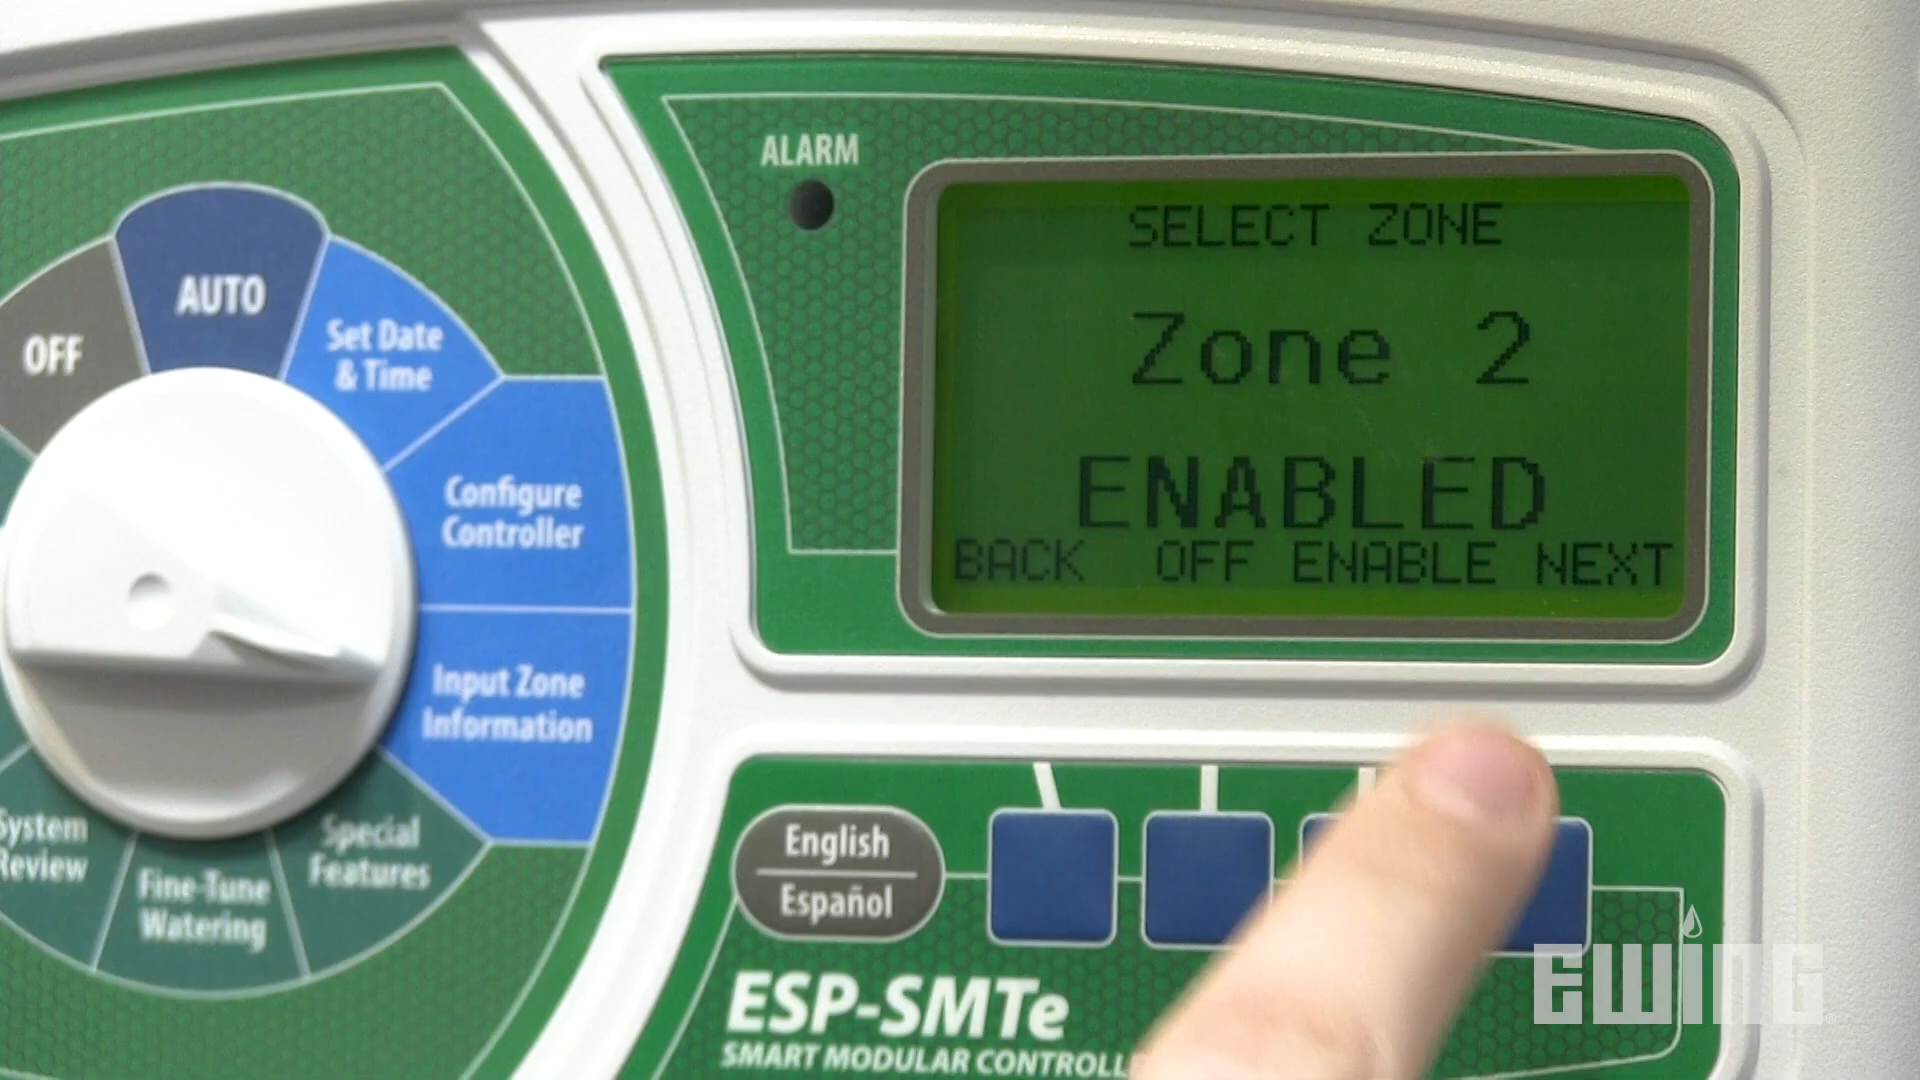 OFF
AUTO
Set Date
& Time
Configure
Controller
Input Zone
Information
Special
Features
Fine-Tune
Watering
System
Review
ALARM
SELECT ZONE
Zone 2
ENABLED
BACK OFF ENABLE NEXT
English
Español
ESP-SMTe
SMART MODULAR
EWING